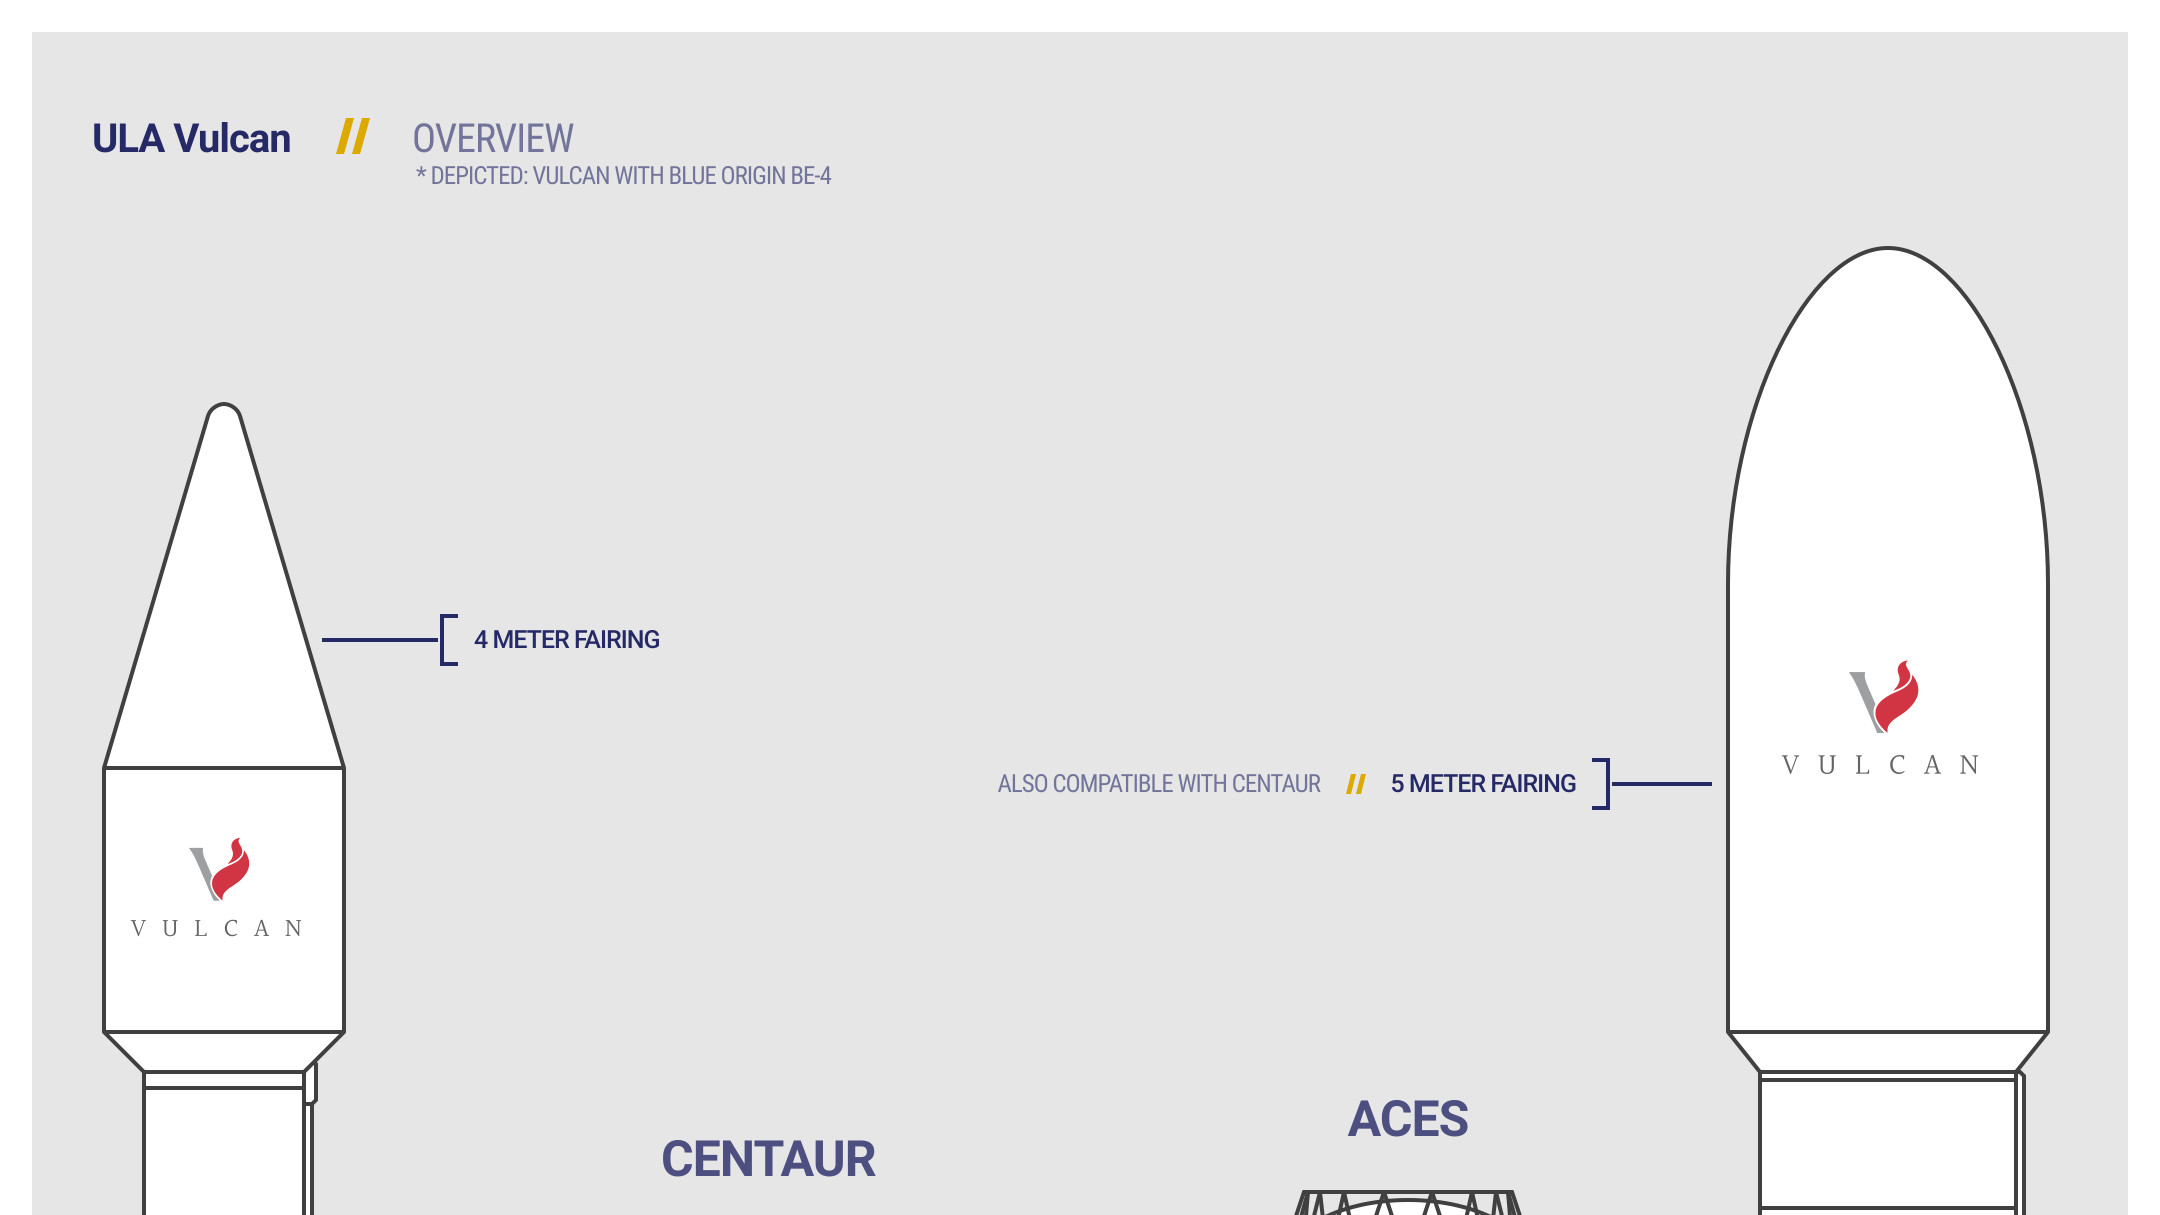 ULA Vulcan // OVERVIEW
* DEPICTED: VULCAN WITH BLUE ORIGIN BE-4
4 METER FAIRING
ALSO COMPATIBLE WITH CENTAUR // 5 METER FAIRING
VULCAN
VULCAN
ACES
CENTAUR